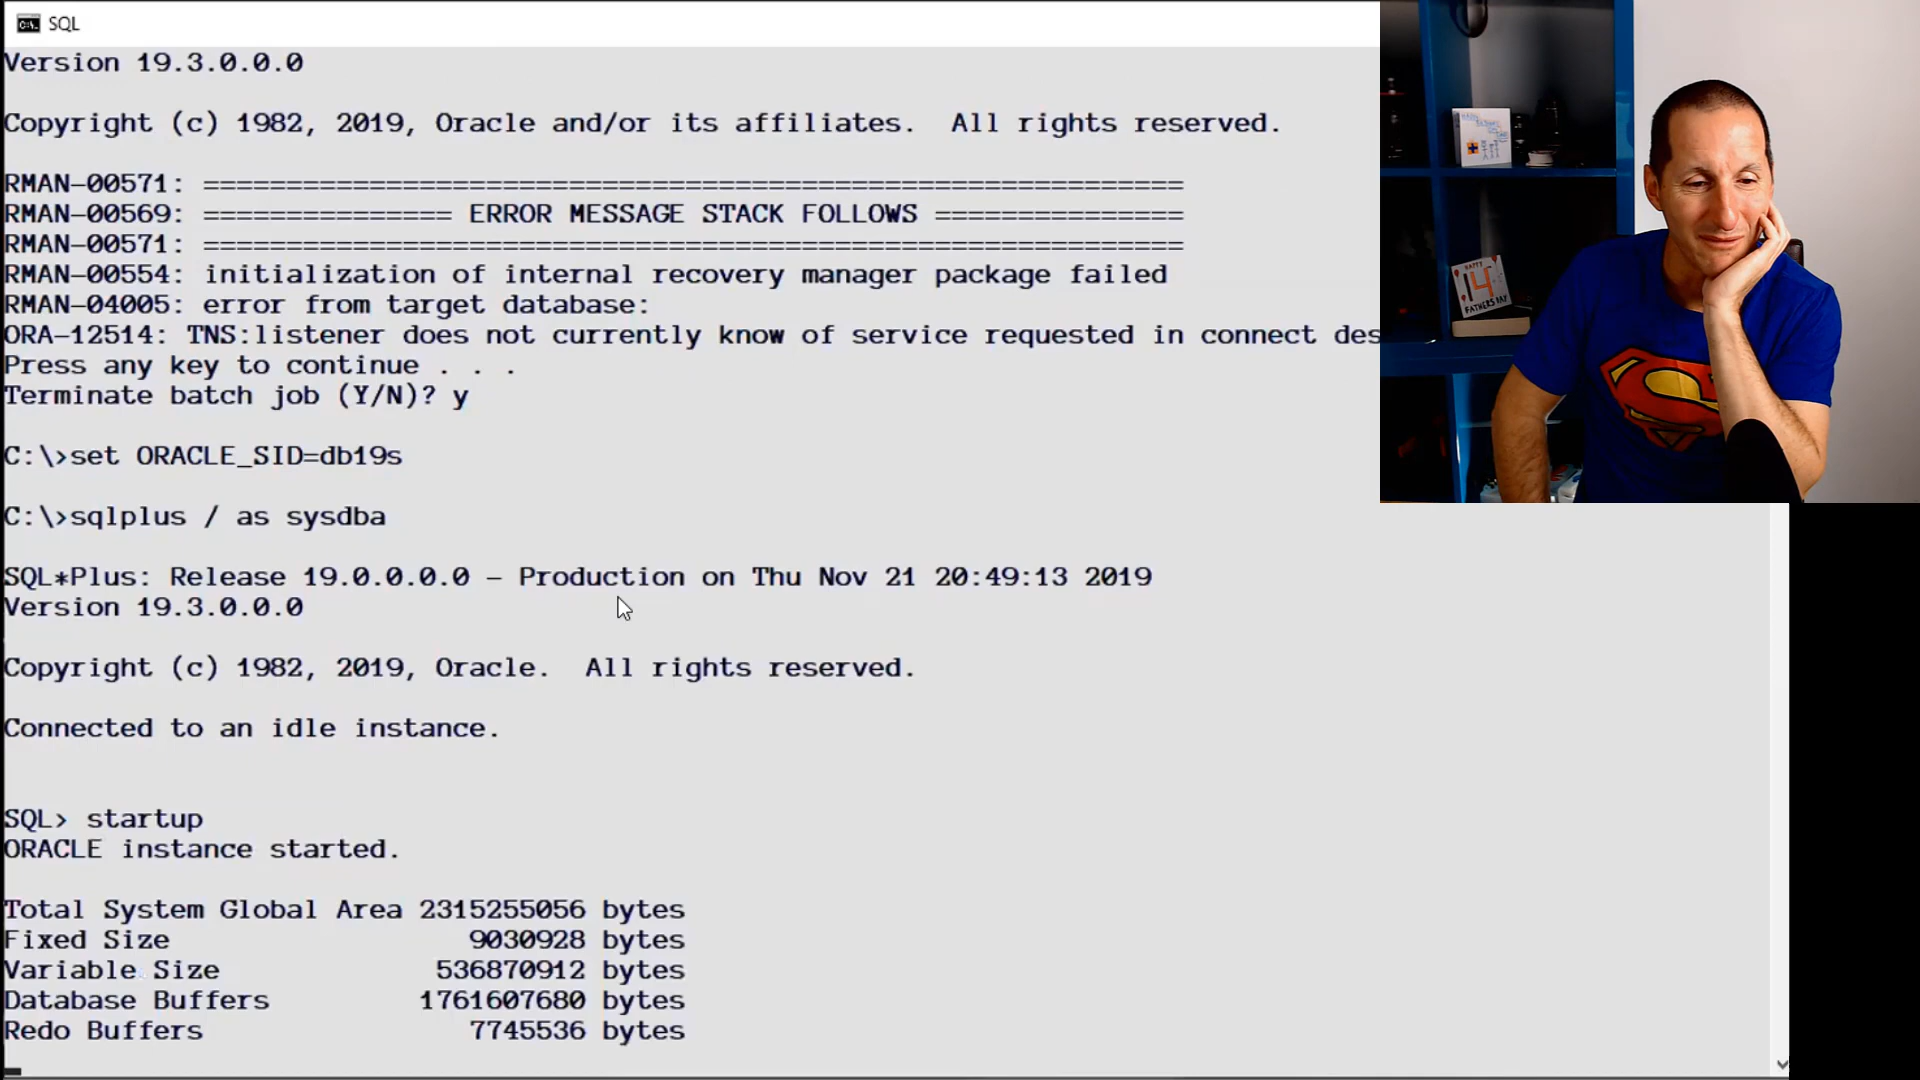 SQL
Version 19.3.0.0.0
Copyright (c) 1982, 2019, Oracle and/or its affiliates.  All rights reserved.
RMAN-00571: ===========================================================
RMAN-00569: =============== ERROR MESSAGE STACK FOLLOWS ===============
RMAN-00571: ===========================================================
RMAN-00554: initialization of internal recovery manager package failed
RMAN-04005: error from target database:
ORA-12514: TNS:listener does not currently know of service requested in connect des
Press any key to continue . . .
Terminate batch job (Y/N)? y
C:\>set ORACLE_SID=db19s
C:\>sqlplus / as sysdba
SQL*Plus: Release 19.0.0.0.0 - Production on Thu Nov 21 20:49:13 2019
Version 19.3.0.0.0
Copyright (c) 1982, 2019, Oracle.  All rights reserved.
Connected to an idle instance.
SQL> startup
ORACLE instance started.
Total System Global Area 2315255056 bytes
Fixed Size                  9030928 bytes
Variable Size             536870912 bytes
Database Buffers         1761607680 bytes
Redo Buffers                7745536 bytes
HAPPY
14
FATHERS DAY
S